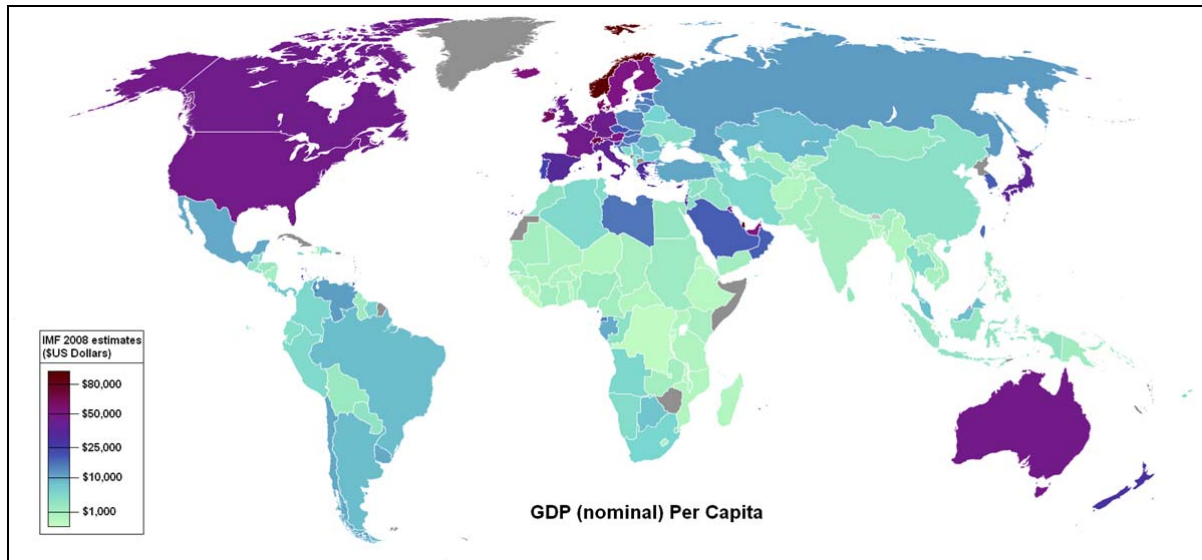 IMF 2008 estimates
($US Dollars)
$80,000
$50,000
$25,000
$10,000
$1,000
GDP (nominal) Per Capita